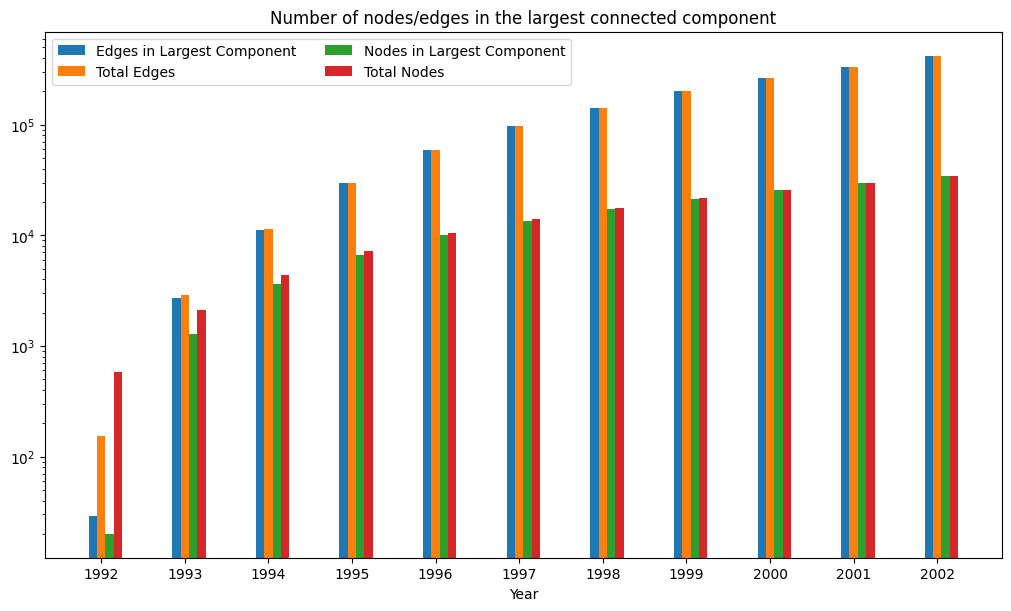 Number of nodes/edges in the largest connected component
Edges in Largest Component
Total Edges
Nodes in Largest Component
Total Nodes
10^5
10^4
10^3
10^2
1992 1993 1994 1995 1996 1997 1998 1999 2000 2001 2002
Year